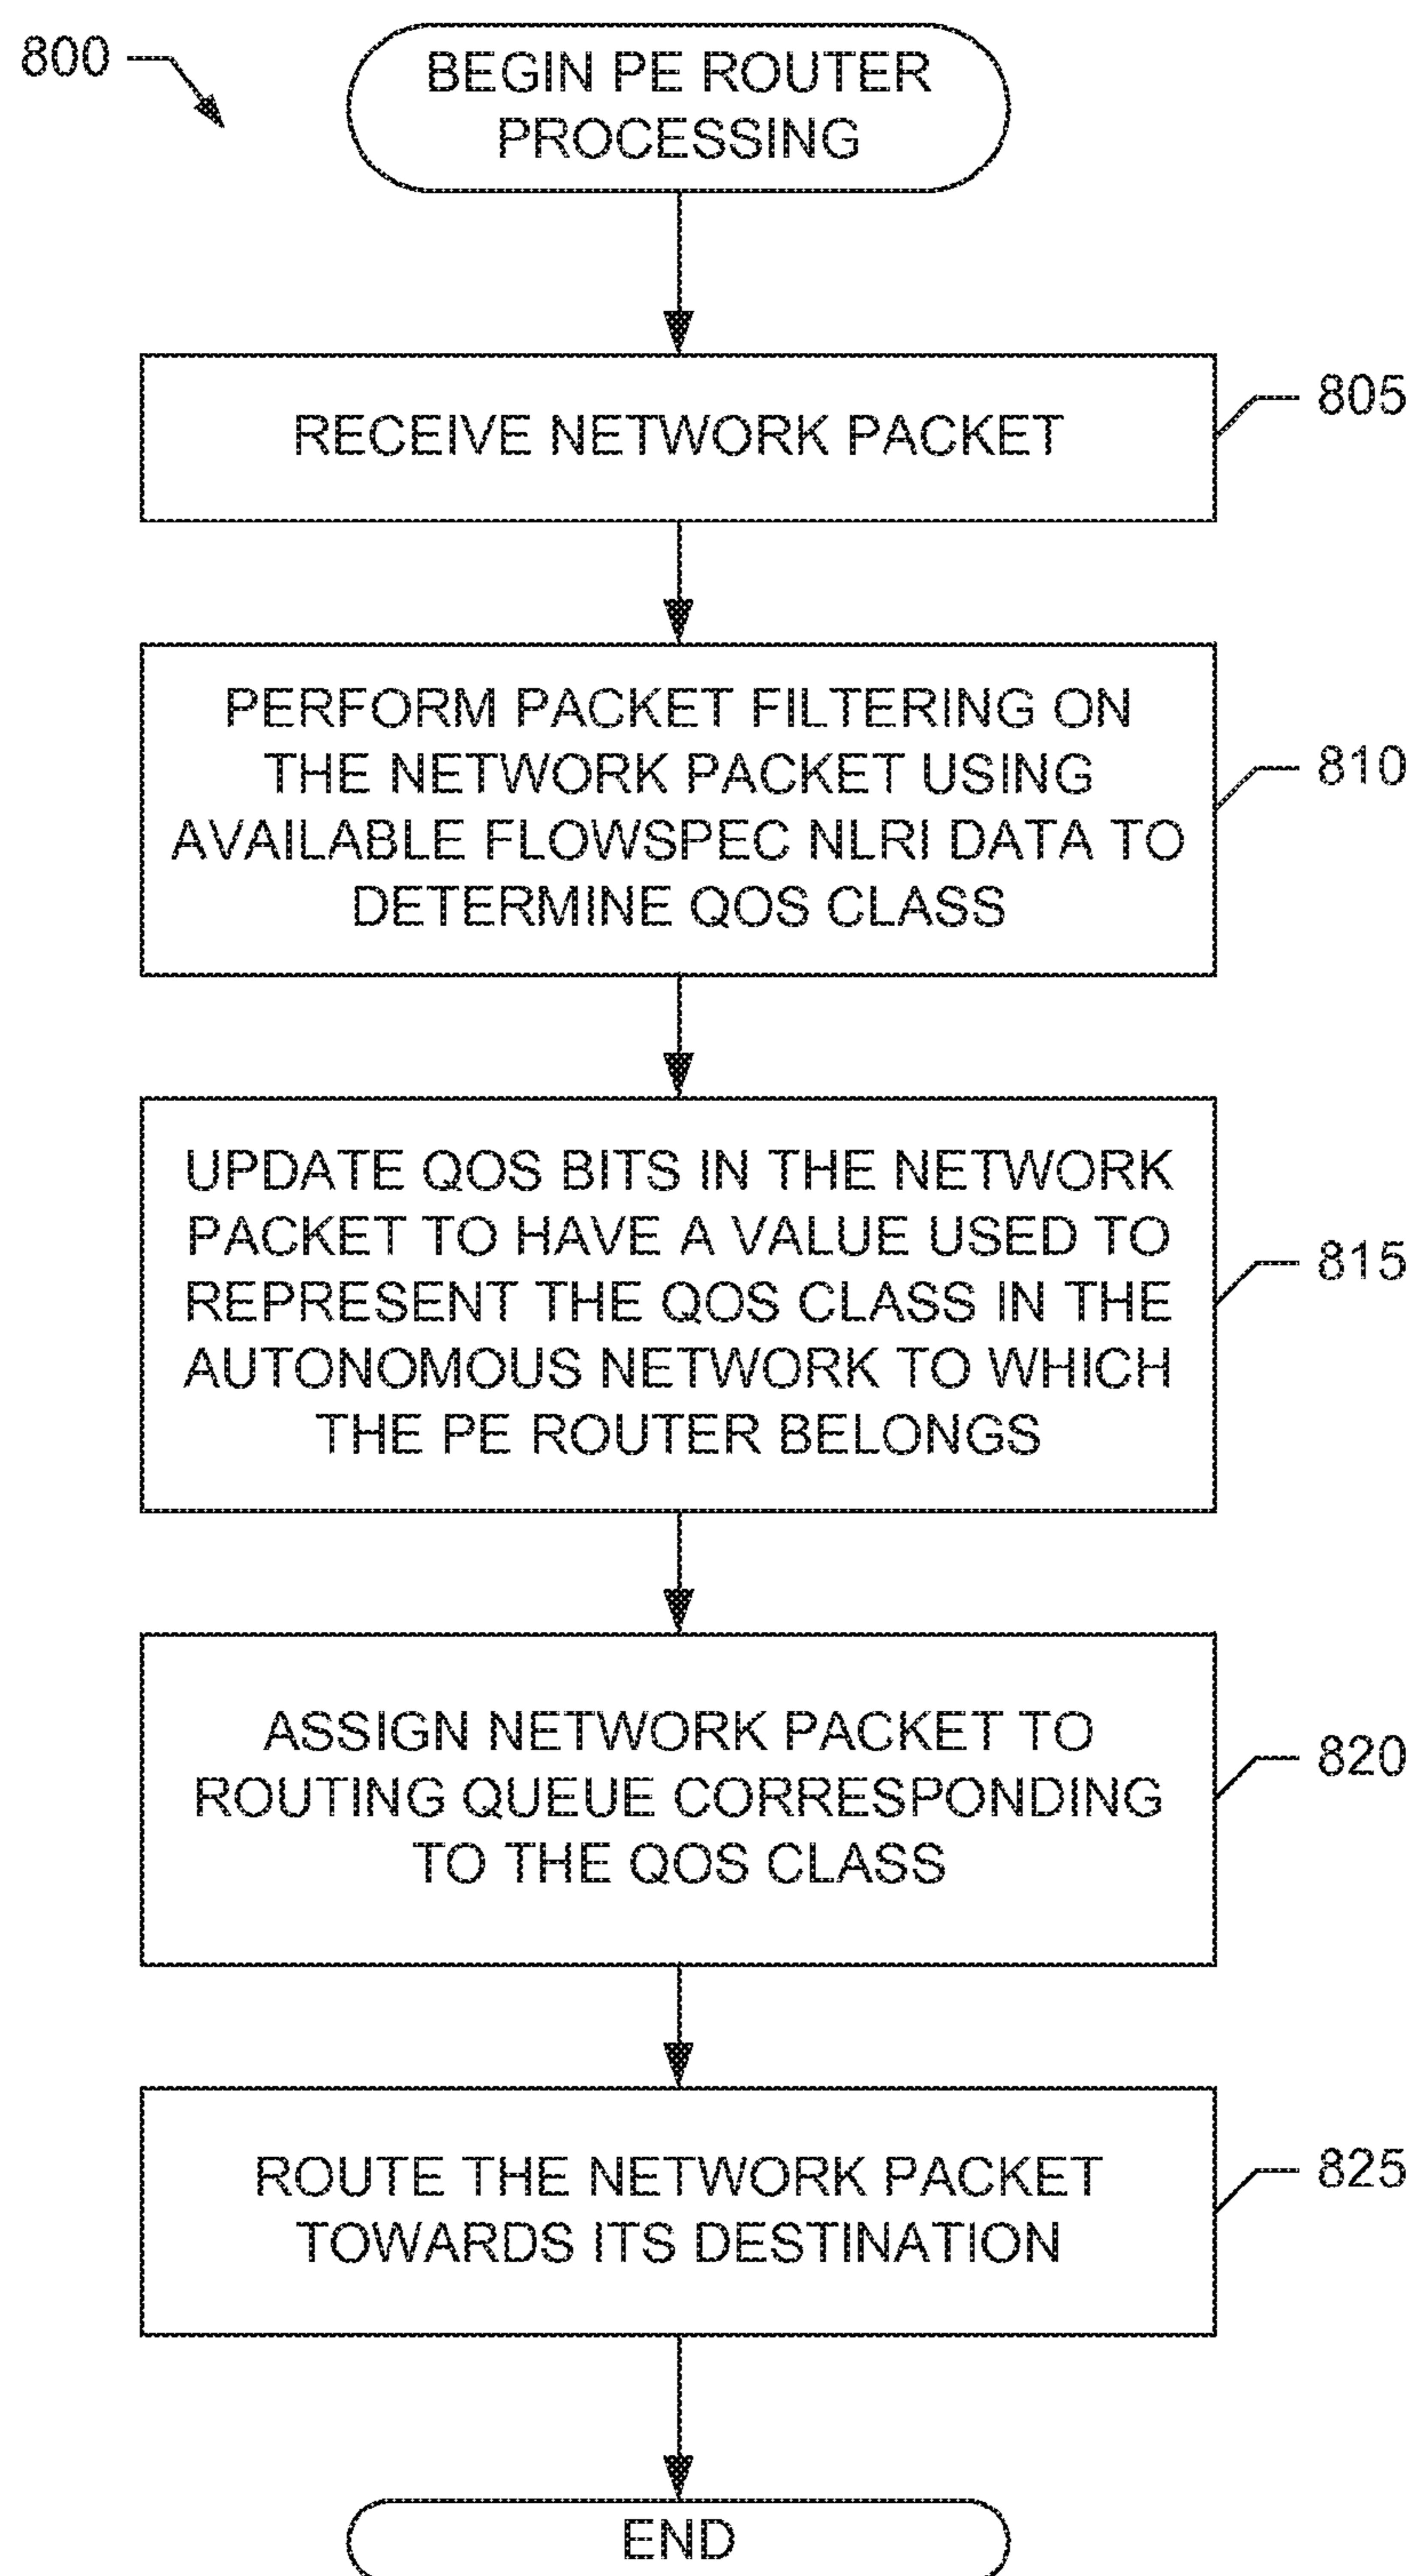 800
BEGIN PE ROUTER
PROCESSING
RECEIVE NETWORK PACKET
805
PERFORM PACKET FILTERING ON
THE NETWORK PACKET USING
AVAILABLE FLOWSPEC NLRI DATA TO
DETERMINE QOS CLASS
810
UPDATE QOS BITS IN THE NETWORK
PACKET TO HAVE A VALUE USED TO
REPRESENT THE QOS CLASS IN THE
AUTONOMOUS NETWORK TO WHICH
THE PE ROUTER BELONGS
815
ASSIGN NETWORK PACKET TO
ROUTING QUEUE CORRESPONDING
TO THE QOS CLASS
820
ROUTE THE NETWORK PACKET
TOWARDS ITS DESTINATION
825
END